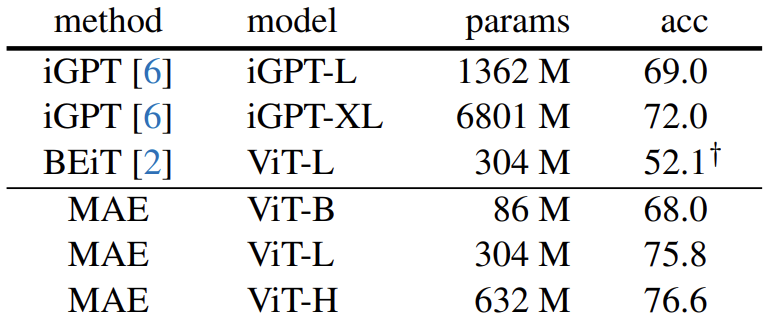 method model params acc
iGPT [6] iGPT-L 1362 M 69.0
iGPT [6] iGPT-XL 6801 M 72.0
BEiT [2] ViT-L 304 M 52.1†
MAE ViT-B 86 M 68.0
MAE ViT-L 304 M 75.8
MAE ViT-H 632 M 76.6